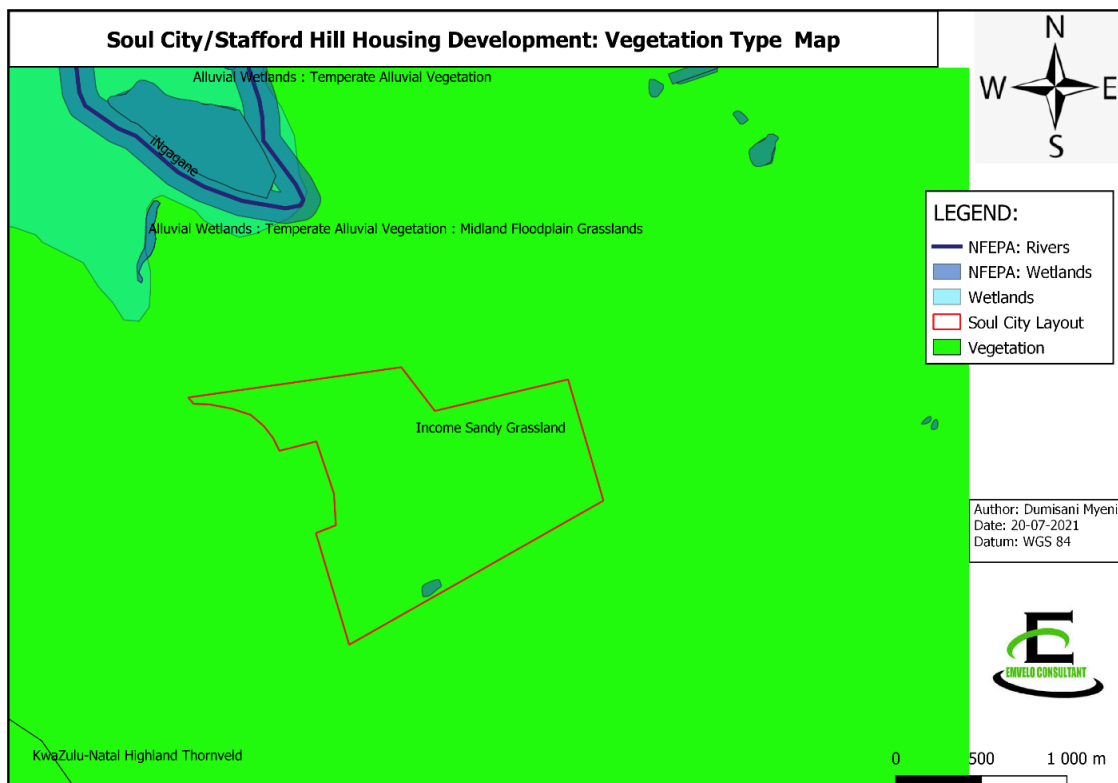 Soul City/Stafford Hill Housing Development: Vegetation Type  Map
N
W
E
S
Alluvial Wetlands : Temperate Alluvial Vegetation
iNgagane
Alluvial Wetlands : Temperate Alluvial Vegetation : Midland Floodplain Grasslands
LEGEND:
NFEPA: Rivers
NFEPA: Wetlands
Wetlands
Soul City Layout
Vegetation
Income Sandy Grassland
Author: Dumisani Myeni
Date: 20-07-2021
Datum: WGS 84
E
EMVELO CONSULTANT
KwaZulu-Natal Highland Thornveld
0 500 1 000 m